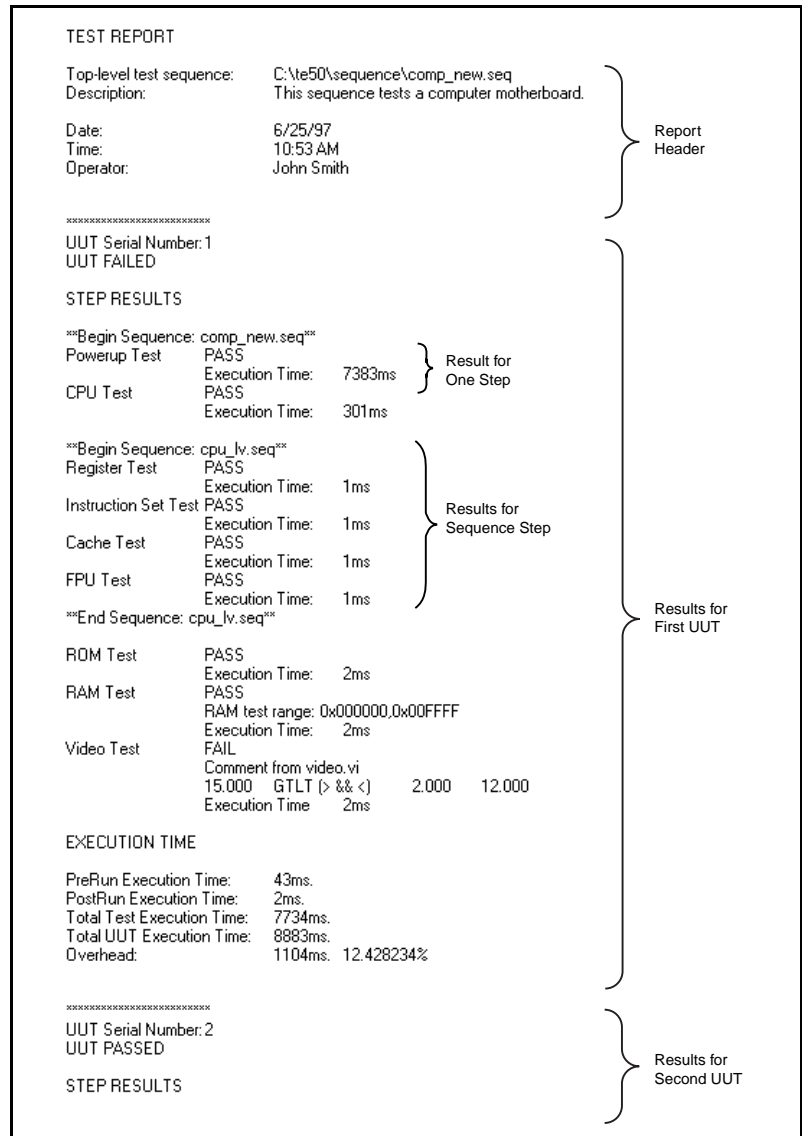 TEST REPORT
Top-level test sequence: C:\te50\sequence\comp_new.seq
Description: This sequence tests a computer motherboard.
Date: 6/25/97
Time: 10:53 AM
Operator: John Smith
Report
Header
*************************
UUT Serial Number: 1
UUT FAILED
STEP RESULTS
**Begin Sequence: comp_new.seq**
Powerup Test PASS
Execution Time: 7383ms
CPU Test PASS
Execution Time: 301ms
Result for
One Step
**Begin Sequence: cpu_lv.seq**
Register Test PASS
Execution Time: 1ms
Instruction Set Test PASS
Execution Time: 1ms
Cache Test PASS
Execution Time: 1ms
FPU Test PASS
Execution Time: 1ms
**End Sequence: cpu_lv.seq**
Results for
Sequence Step
ROM Test PASS
Execution Time: 2ms
RAM Test PASS
RAM test range: 0x000000,0x00FFFF
Execution Time: 2ms
Video Test FAIL
Comment from video.vi
15.000 GTLT (> && <) 2.000 12.000
Execution Time 2ms
EXECUTION TIME
PreRun Execution Time: 43ms.
PostRun Execution Time: 2ms.
Total Test Execution Time: 7734ms.
Total UUT Execution Time: 8883ms.
Overhead: 1104ms. 12.428234%
Results for
First UUT
*************************
UUT Serial Number: 2
UUT PASSED
STEP RESULTS
Results for
Second UUT